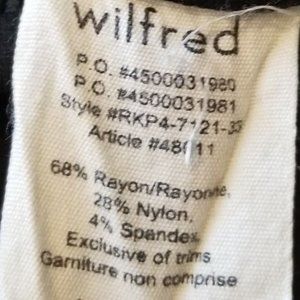 wilfred
P.O. #4500031980
P.O. #4500031981
Style #RKP4-7121-
Article
68% Rayon/Rayonne,
28% Nylon,
4% Spandex
Exclusive of trims
Garniture non comprise